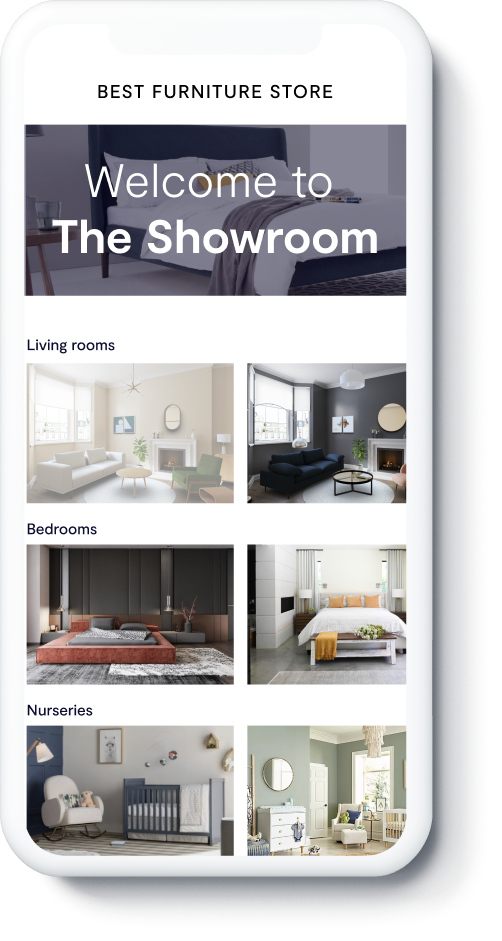 BEST FURNITURE STORE
Welcome to
The Showroom
Living rooms
Bedrooms
Nurseries